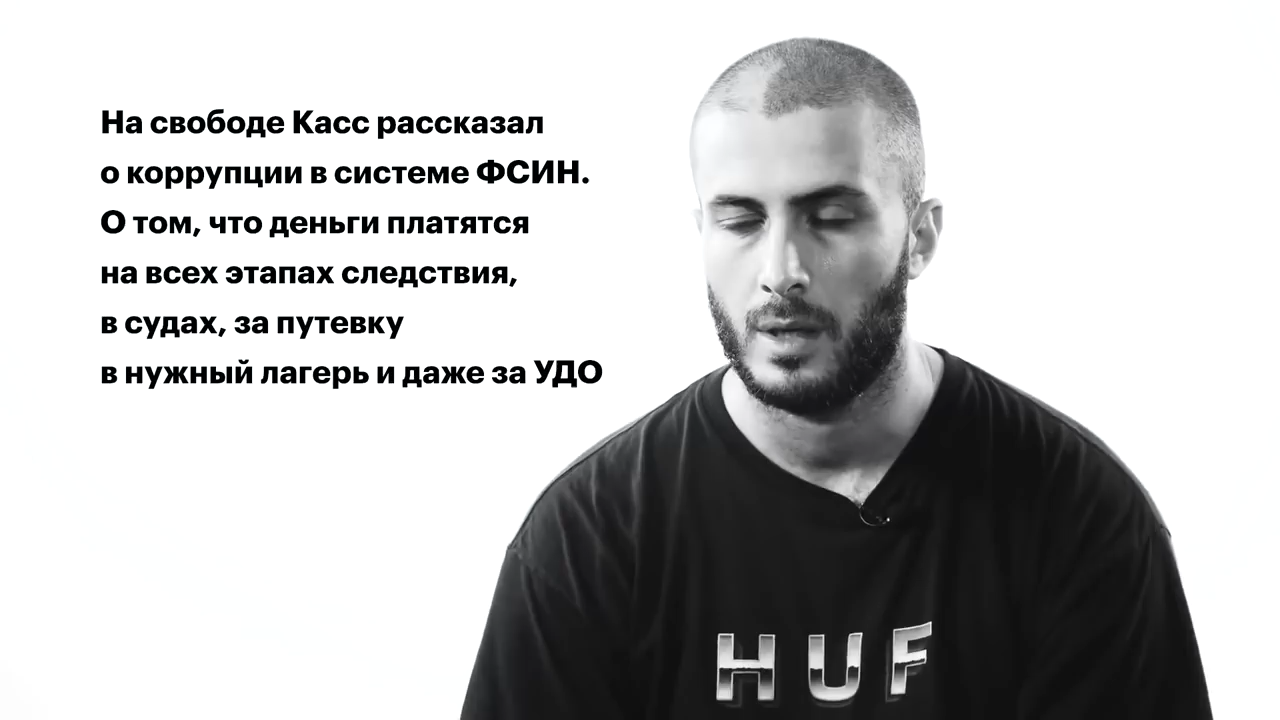 На свободе Касс рассказал
о коррупции в системе ФСИН.
О том, что деньги платятся
на всех этапах следствия,
в судах, за путевку
в нужный лагерь и даже за УДО
HUF